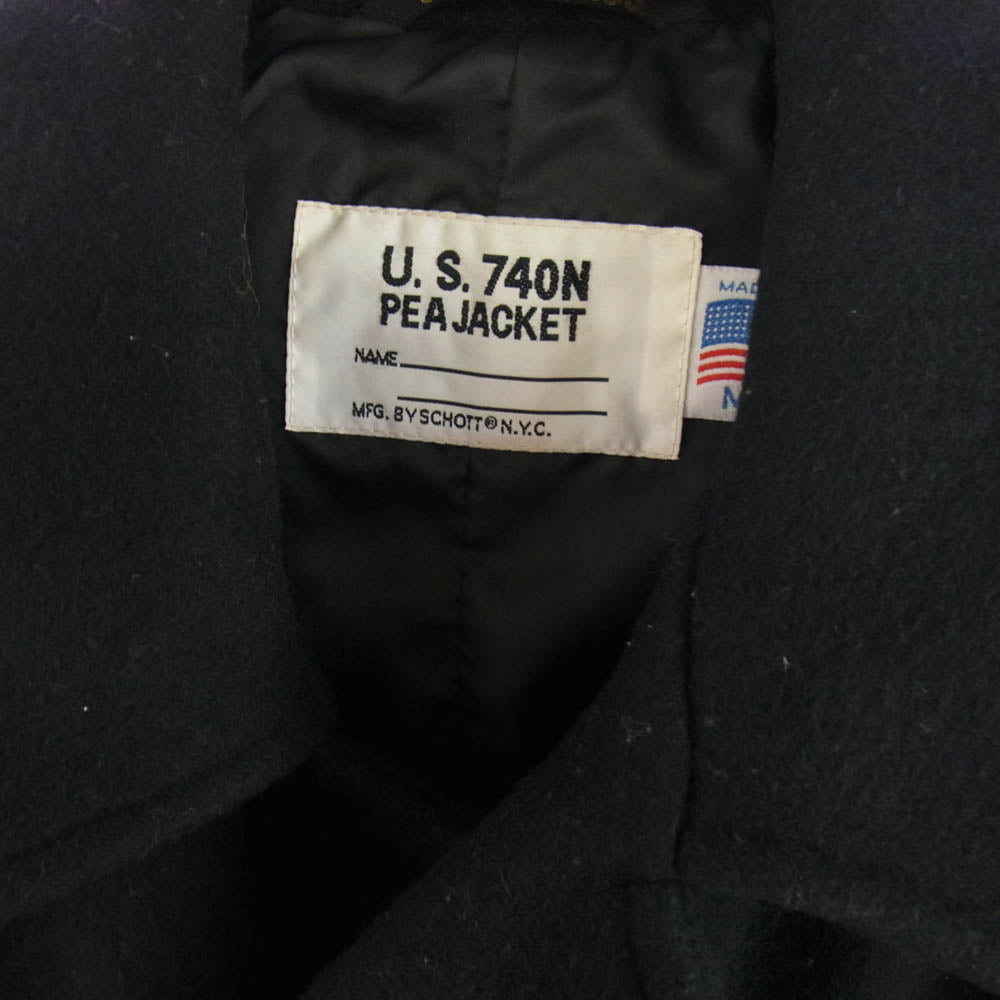 U. S. 740N
PEA JACKET
NAME
MFG. BY SCHOTT® N.Y.C.